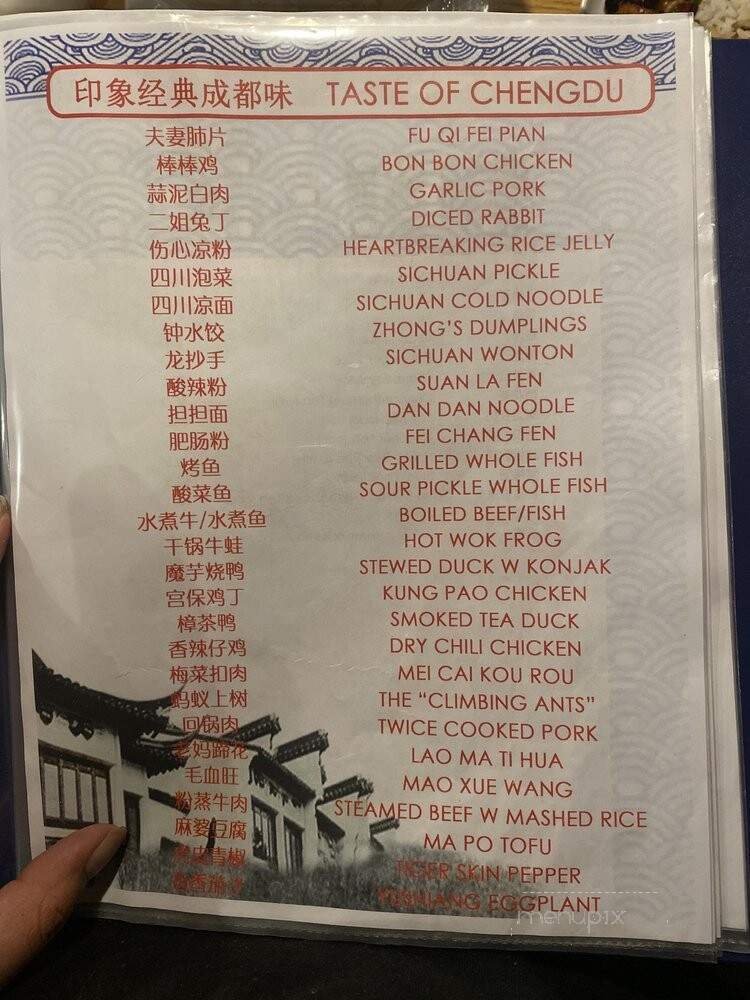 印象经典成都味 TASTE OF CHENGDU
夫妻肺片 FU QI FEI PIAN
棒棒鸡 BON BON CHICKEN
蒜泥白肉 GARLIC PORK
二姐兔丁 DICED RABBIT
伤心凉粉 HEARTBREAKING RICE JELLY
四川泡菜 SICHUAN PICKLE
四川凉面 SICHUAN COLD NOODLE
钟水饺 ZHONG'S DUMPLINGS
龙抄手 SICHUAN WONTON
酸辣粉 SUAN LA FEN
担担面 DAN DAN NOODLE
肥肠粉 FEI CHANG FEN
烤鱼 GRILLED WHOLE FISH
酸菜鱼 SOUR PICKLE WHOLE FISH
水煮牛/水煮鱼 BOILED BEEF/FISH
干锅牛蛙 HOT WOK FROG
魔芋烧鸭 STEWED DUCK W KONJAK
宫保鸡丁 KUNG PAO CHICKEN
樟茶鸭 SMOKED TEA DUCK
香辣仔鸡 DRY CHILI CHICKEN
梅菜扣肉 MEI CAI KOU ROU
蚂蚁上树 THE "CLIMBING ANTS"
回锅肉 TWICE COOKED PORK
老妈蹄花 LAO MA TI HUA
毛血旺 MAO XUE WANG
粉蒸牛肉 STEAMED BEEF W MASHED RICE
麻婆豆腐 MA PO TOFU
虎皮青椒 TIGER SKIN PEPPER
EGGPLANT
menupix